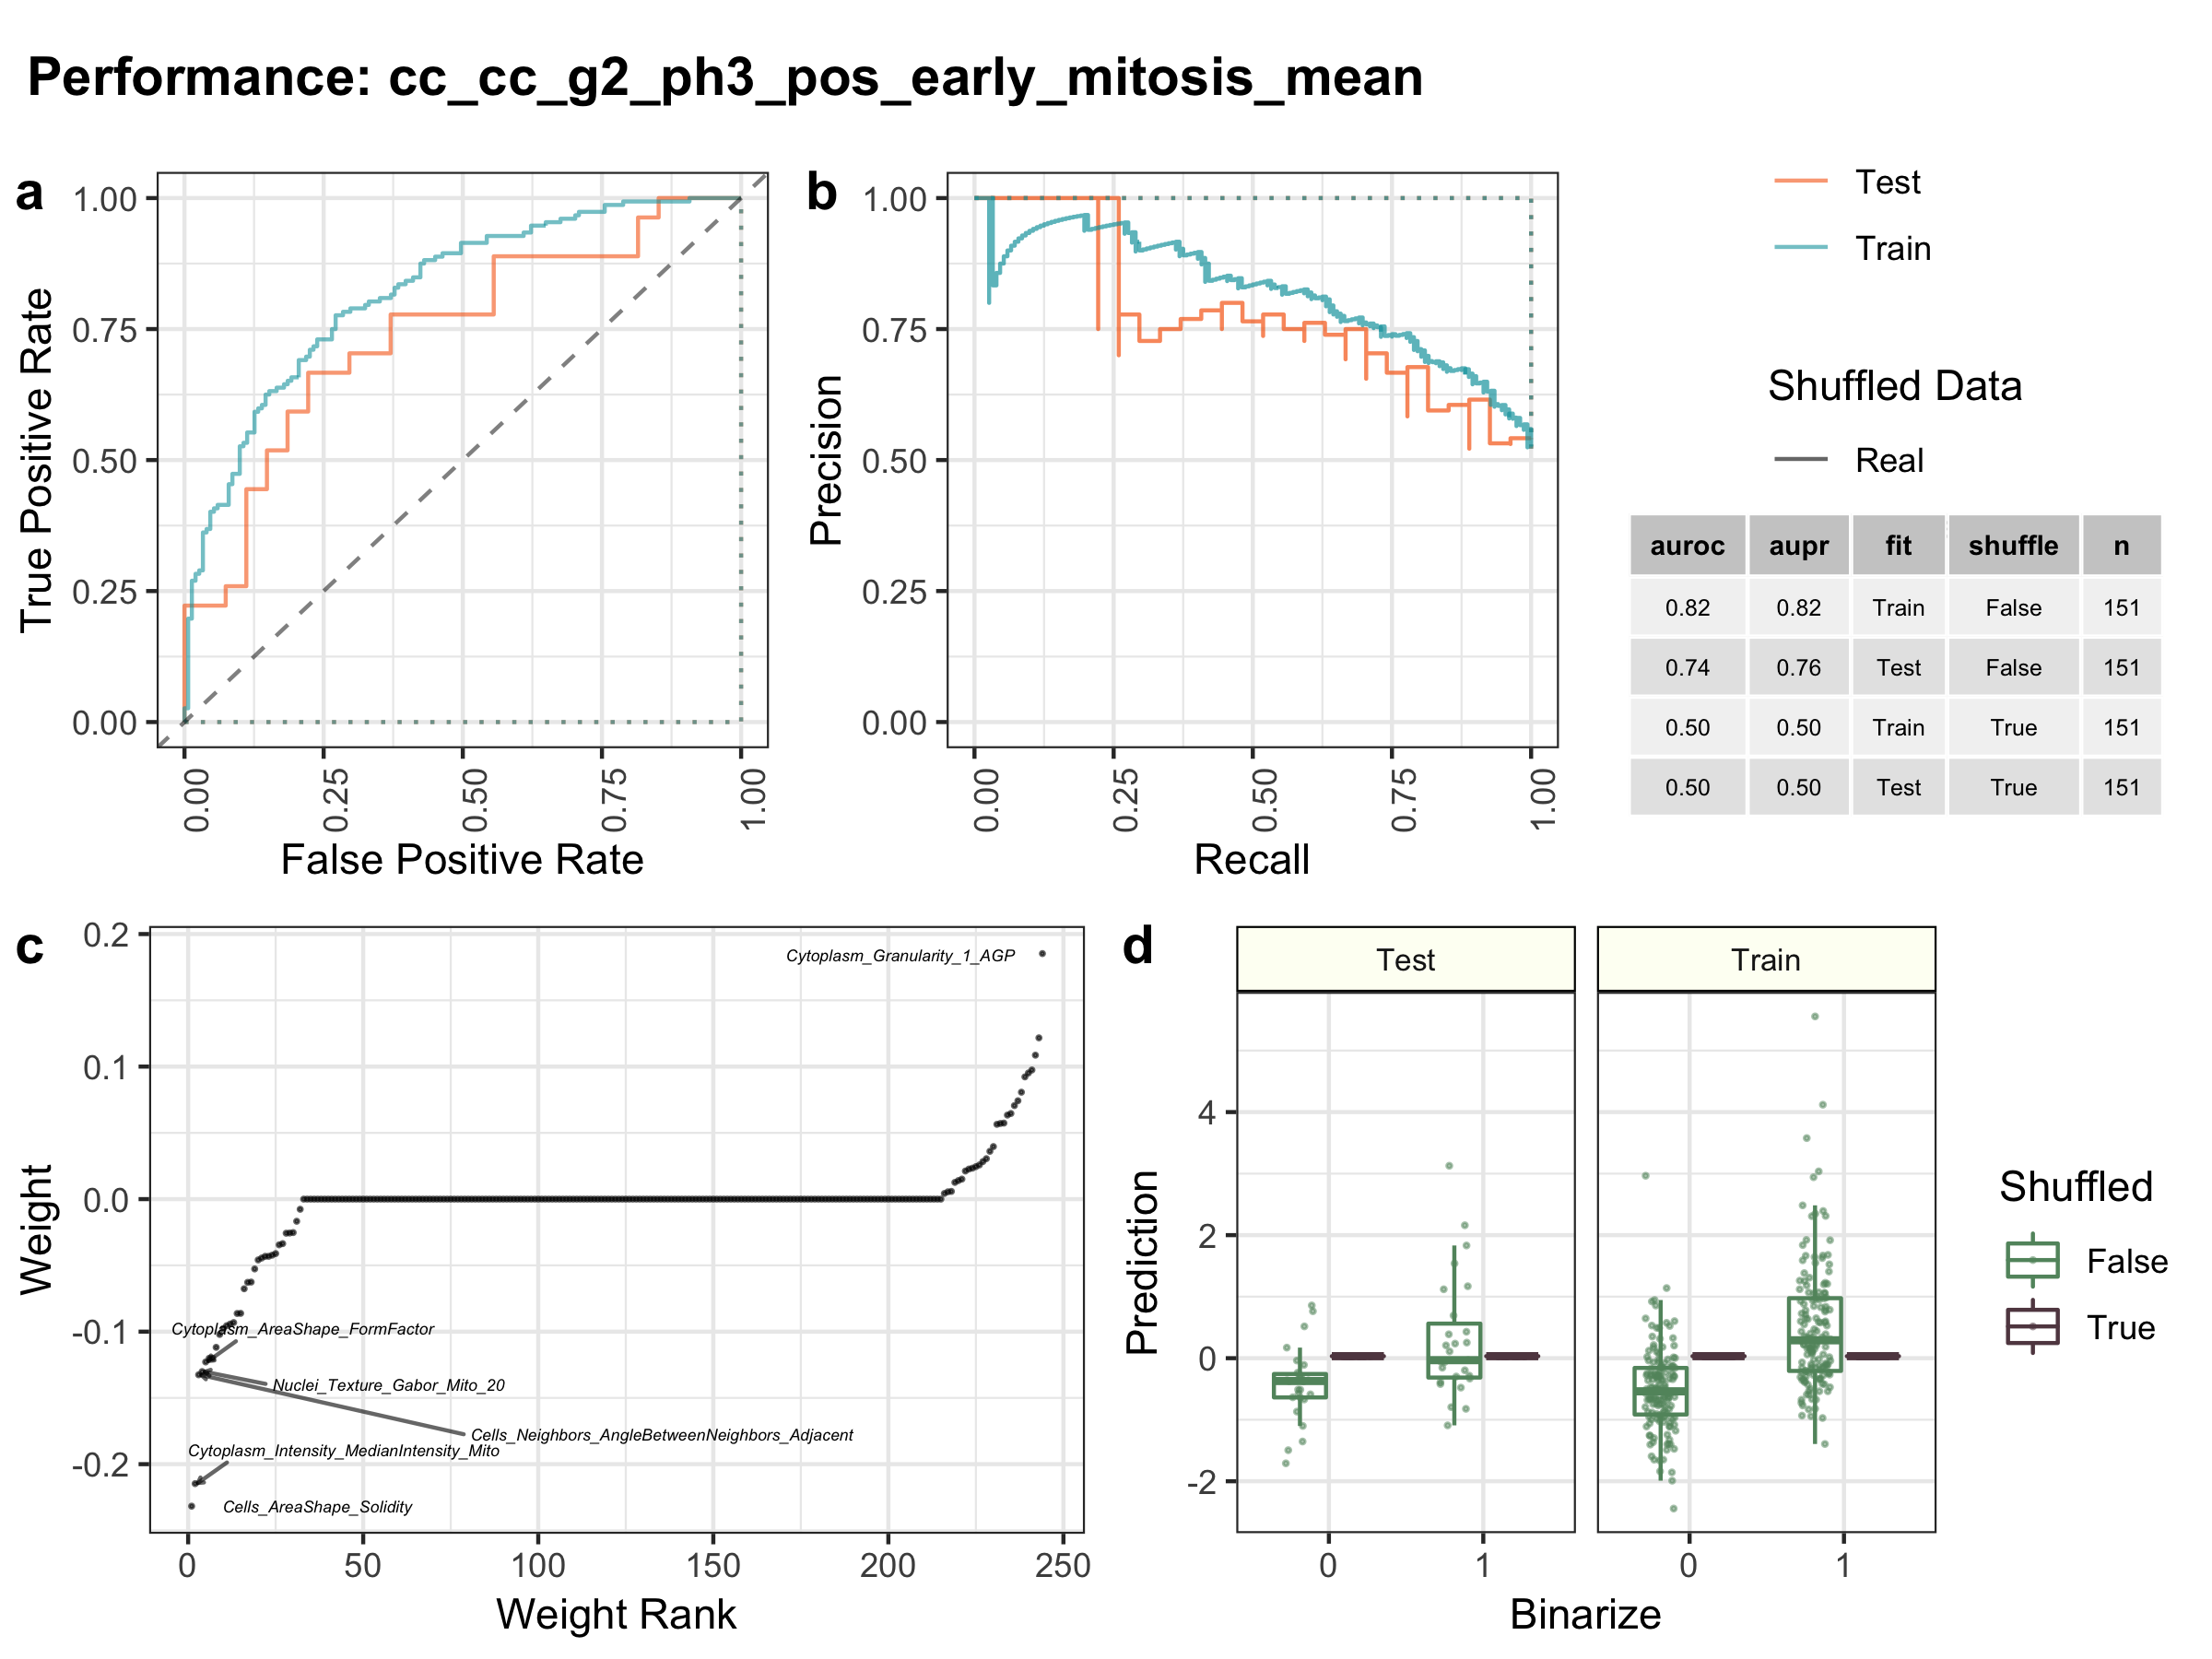 Performance: cc_cc_g2_ph3_pos_early_mitosis_mean
a
1.00
0.75
0.50
0.25
0.00
True Positive Rate
0.00
0.25
0.50
0.75
1.00
False Positive Rate
b
1.00
0.75
0.50
0.25
0.00
Precision
0.00
0.25
0.50
0.75
1.00
Recall
Test
Train
Shuffled Data
Real
auroc aupr fit shuffle n
0.82 0.82 Train False 151
0.74 0.76 Test False 151
0.50 0.50 Train True 151
0.50 0.50 Test True 151
c
0.2
0.1
0.0
-0.1
-0.2
Weight
Cytoplasm_Granularity_1_AGP
Cytoplasm_AreaShape_FormFactor
Nuclei_Texture_Gabor_Mito_20
Cells_Neighbors_AngleBetweenNeighbors_Adjacent
Cytoplasm_Intensity_MedianIntensity_Mito
Cells_AreaShape_Solidity
0
50
100
150
200
250
Weight Rank
d
Test
Train
4
2
0
-2
Prediction
0
1
0
1
Binarize
Shuffled
False
True